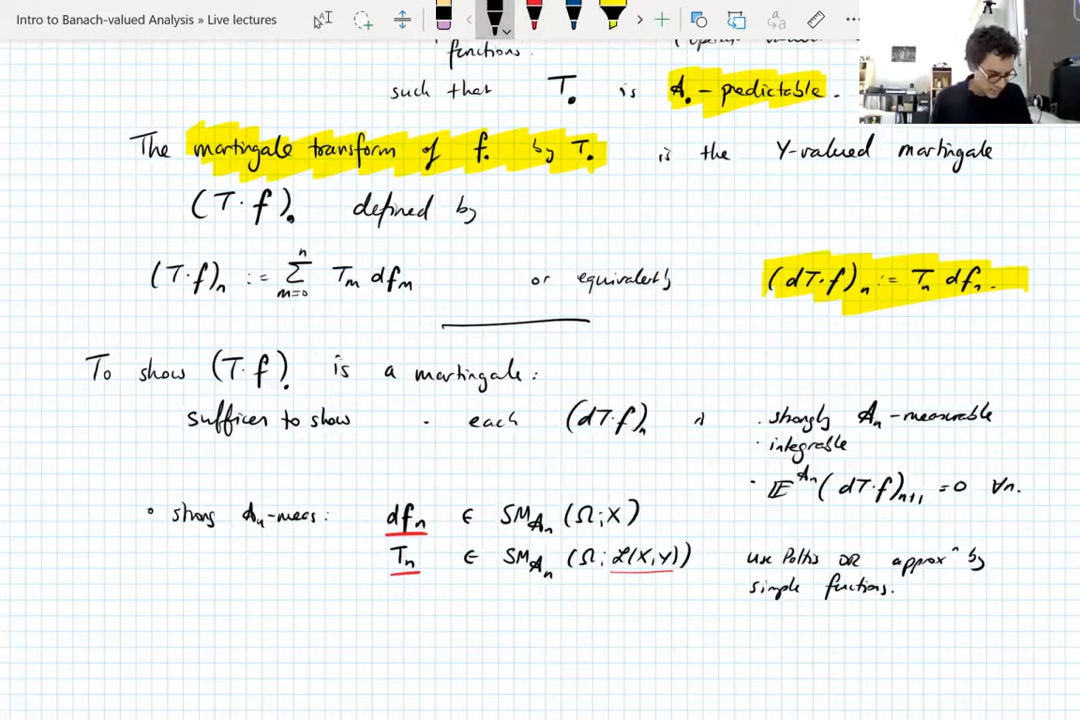 Intro to Banach-valued Analysis » Live lectures
functions.
such that T. is A. - predictable.
The martingale transform of f. by T. is the Y-valued martingale
(T·f). defined by
(T·f)ₙ := Σₘ₌₀ⁿ Tₘ dfₘ or equivalently (dT·f)ₙ := Tₙ dfₙ.
To show (T·f). is a martingale:
suffices to show · each (dT·f)ₙ is · strongly Aₙ-measurable
· integrable
· 𝔼^Aₙ (dT·f)ₙ₊₁ = 0 ∀n.
• strong Aₙ-meas: dfₙ ∈ SM_Aₙ (Ω; X)
Tₙ ∈ SM_Aₙ (Ω; ℒ(X,Y)) use Pettis OR approxⁿ by
simple functions.